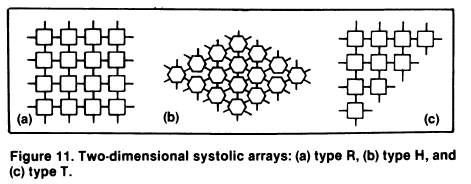 (a)
(b)
(c)
Figure 11. Two-dimensional systolic arrays: (a) type R, (b) type H, and
(c) type T.